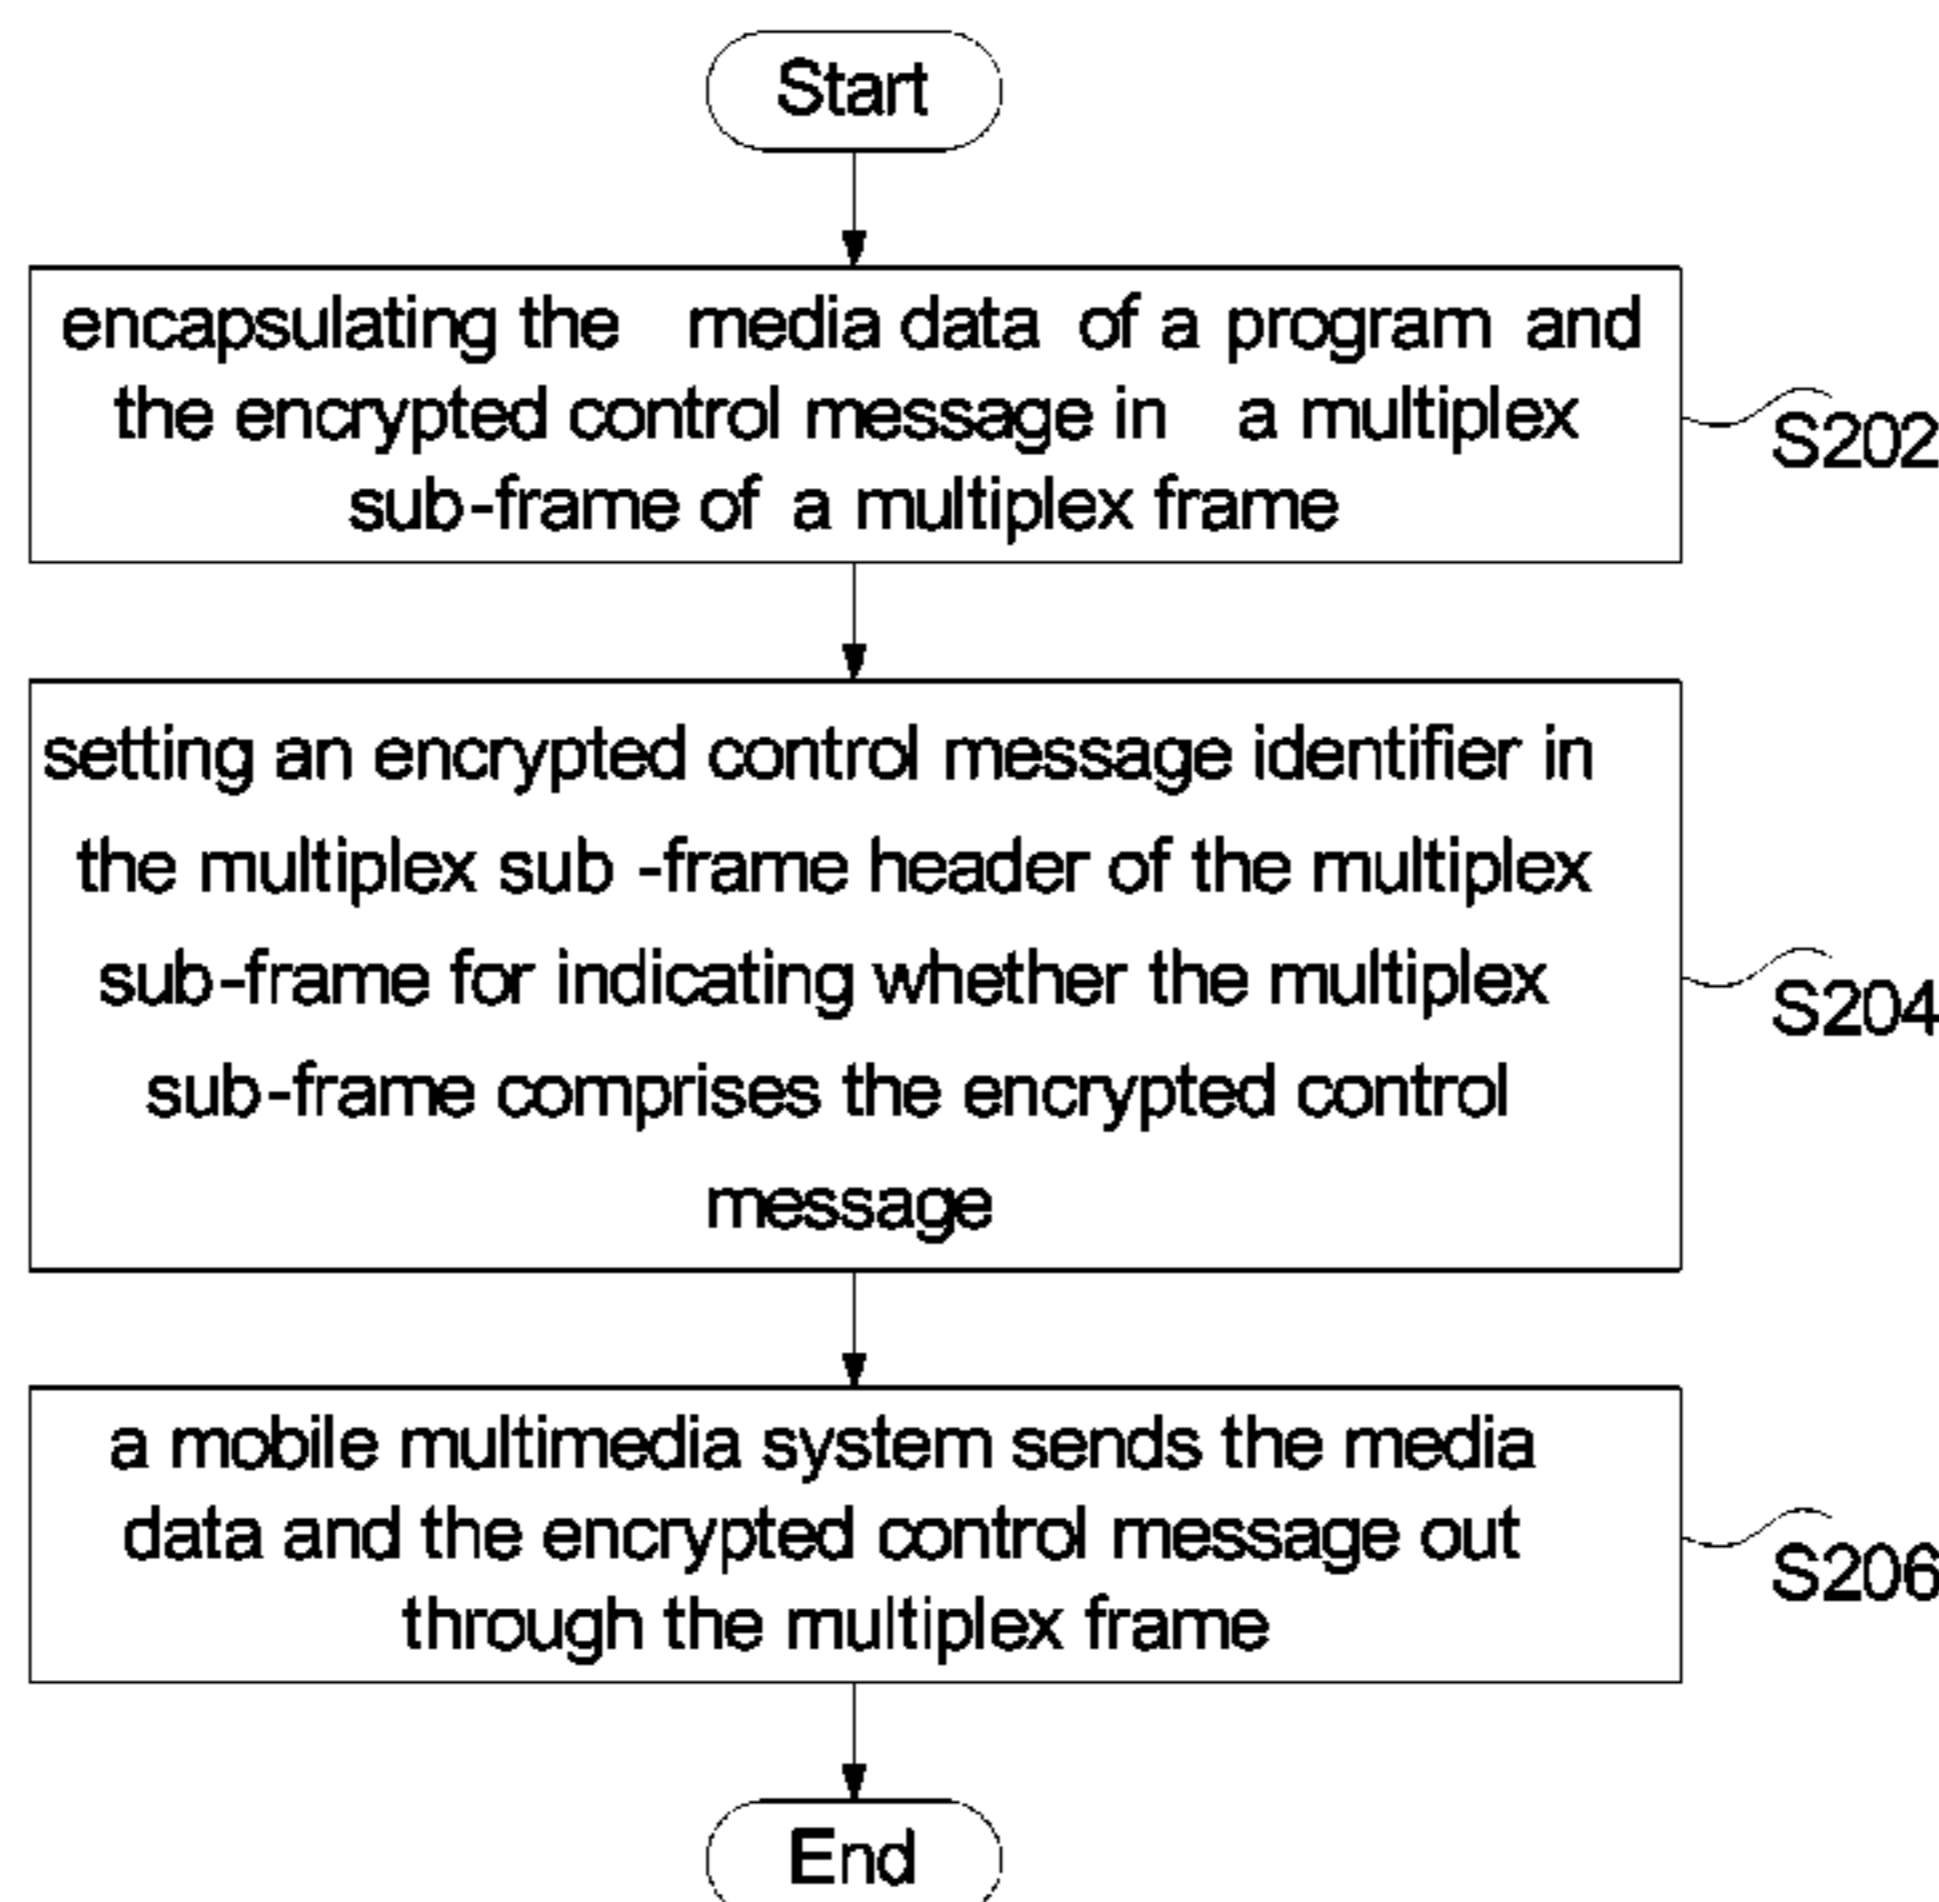 Start
encapsulating the media data of a program and
the encrypted control message in a multiplex
sub-frame of a multiplex frame
S202
setting an encrypted control message identifier in
the multiplex sub -frame header of the multiplex
sub-frame for indicating whether the multiplex
sub-frame comprises the encrypted control
message
S204
a mobile multimedia system sends the media
data and the encrypted control message out
through the multiplex frame
S206
End